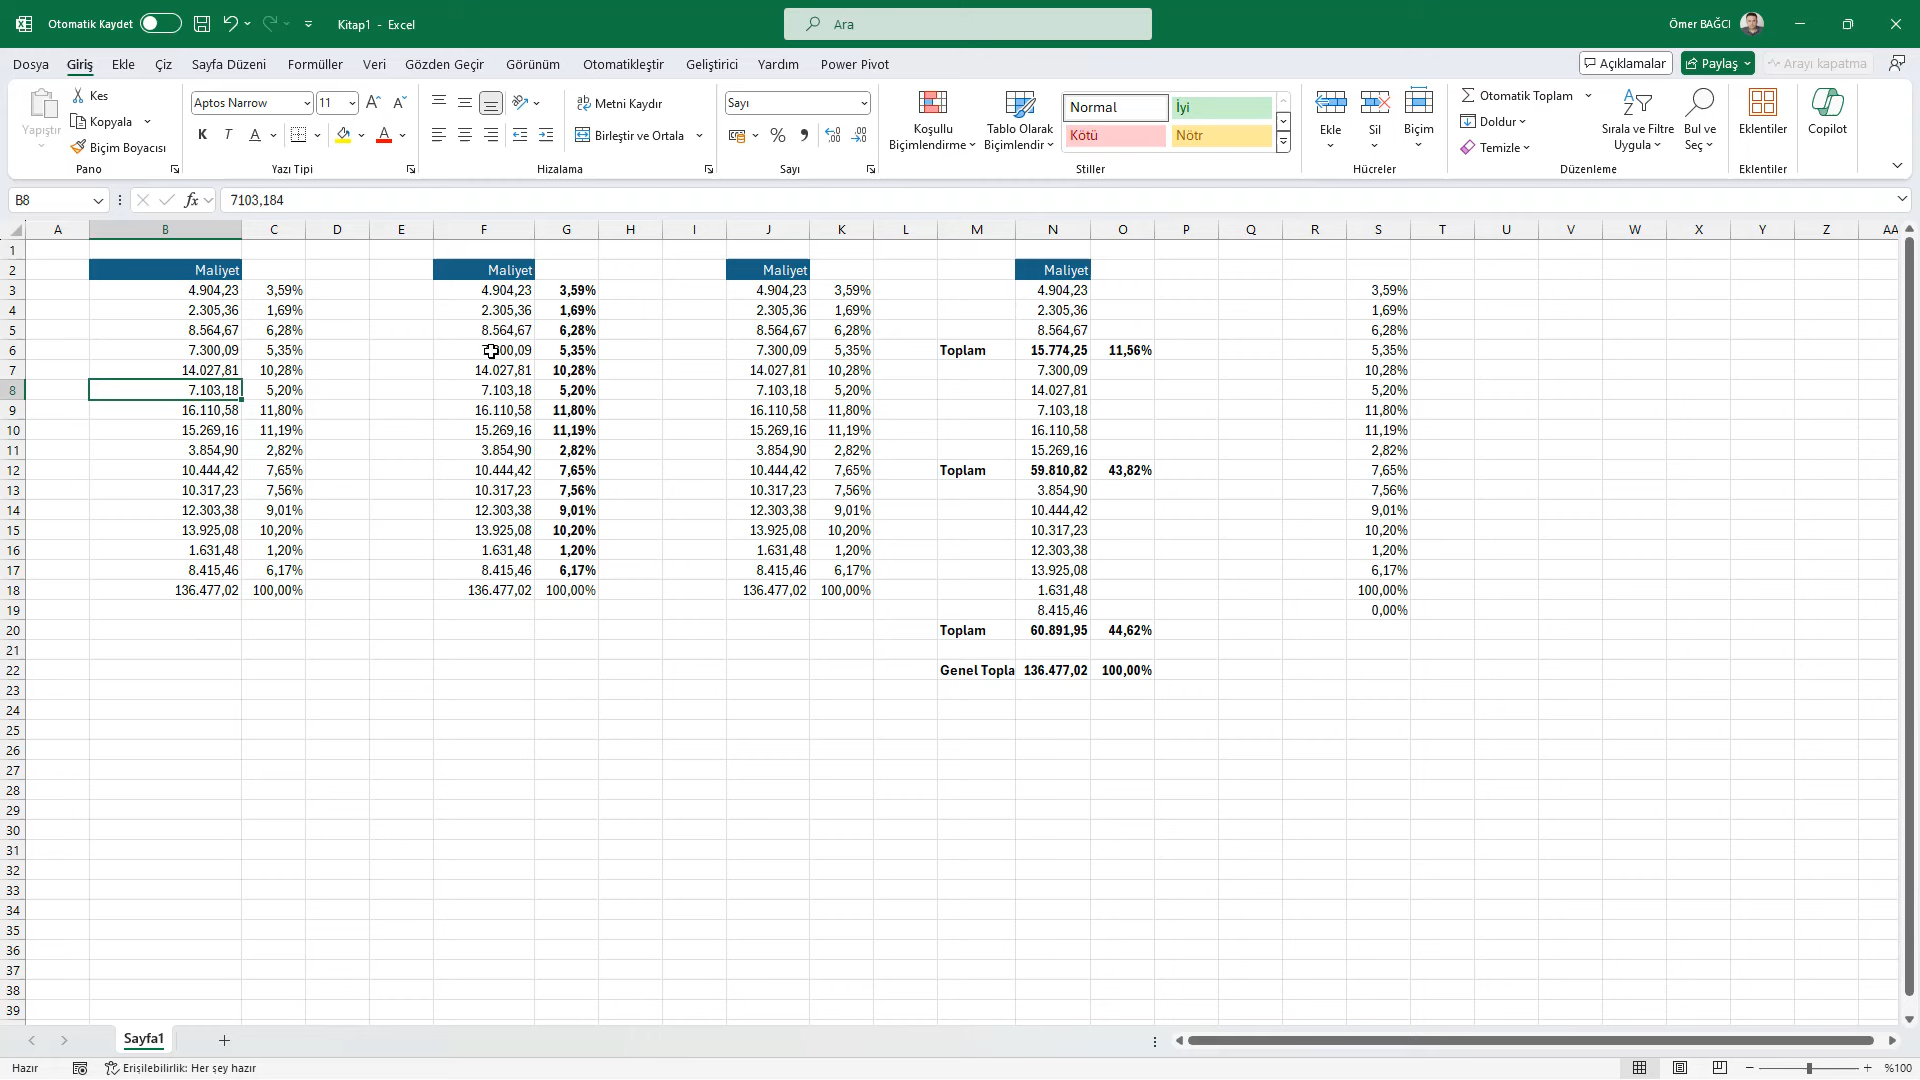 Otomatik Kaydet Kitap1 - Excel Ara Ömer BAĞCI
Dosya Giriş Ekle Çiz Sayfa Düzeni Formüller Veri Gözden Geçir Görünüm Otomatikleştir Geliştirici Yardım Power Pivot Açıklamalar Paylaş Arayı kapatma
Yapıştır Kes Kopyala Biçim Boyacısı Pano
Aptos Narrow 11 K T A A Yazı Tipi
Metni Kaydır Birleştir ve Ortala Hizalama
Sayı % Sayı
Koşullu Biçimlendirme Tablo Olarak Biçimlendir Normal İyi Kötü Nötr Stiller
Ekle Sil Biçim Hücreler
Otomatik Toplam Doldur Temizle Sırala ve Filtre Uygula Bul ve Seç Düzenleme
Eklentiler Eklentiler Copilot
B8 fx 7103,184
A B C D E F G H I J K L M N O P Q R S T U V W X Y Z AA
1
2 Maliyet Maliyet Maliyet Maliyet
3 4.904,23 3,59% 4.904,23 3,59% 4.904,23 3,59% 4.904,23 3,59%
4 2.305,36 1,69% 2.305,36 1,69% 2.305,36 1,69% 2.305,36 1,69%
5 8.564,67 6,28% 8.564,67 6,28% 8.564,67 6,28% 8.564,67 6,28%
6 7.300,09 5,35% 5,35% 7.300,09 5,35% Toplam 15.774,25 11,56% 5,35%
7 14.027,81 10,28% 14.027,81 10,28% 14.027,81 10,28% 7.300,09 10,28%
8 7.103,18 5,20% 7.103,18 5,20% 7.103,18 5,20% 14.027,81 5,20%
9 16.110,58 11,80% 16.110,58 11,80% 16.110,58 11,80% 7.103,18 11,80%
10 15.269,16 11,19% 15.269,16 11,19% 15.269,16 11,19% 16.110,58 11,19%
11 3.854,90 2,82% 3.854,90 2,82% 3.854,90 2,82% 15.269,16 2,82%
12 10.444,42 7,65% 10.444,42 7,65% 10.444,42 7,65% Toplam 59.810,82 43,82% 7,65%
13 10.317,23 7,56% 10.317,23 7,56% 10.317,23 7,56% 3.854,90 7,56%
14 12.303,38 9,01% 12.303,38 9,01% 12.303,38 9,01% 10.444,42 9,01%
15 13.925,08 10,20% 13.925,08 10,20% 13.925,08 10,20% 10.317,23 10,20%
16 1.631,48 1,20% 1.631,48 1,20% 1.631,48 1,20% 12.303,38 1,20%
17 8.415,46 6,17% 8.415,46 6,17% 8.415,46 6,17% 13.925,08 6,17%
18 136.477,02 100,00% 136.477,02 100,00% 136.477,02 100,00% 1.631,48 100,00%
19 8.415,46 0,00%
20 Toplam 60.891,95 44,62%
21
22 Genel Topla 136.477,02 100,00%
23
24
25
26
27
28
29
30
31
32
33
34
35
36
37
38
39
Sayfa1
Hazır Erişilebilirlik: Her şey hazır %100